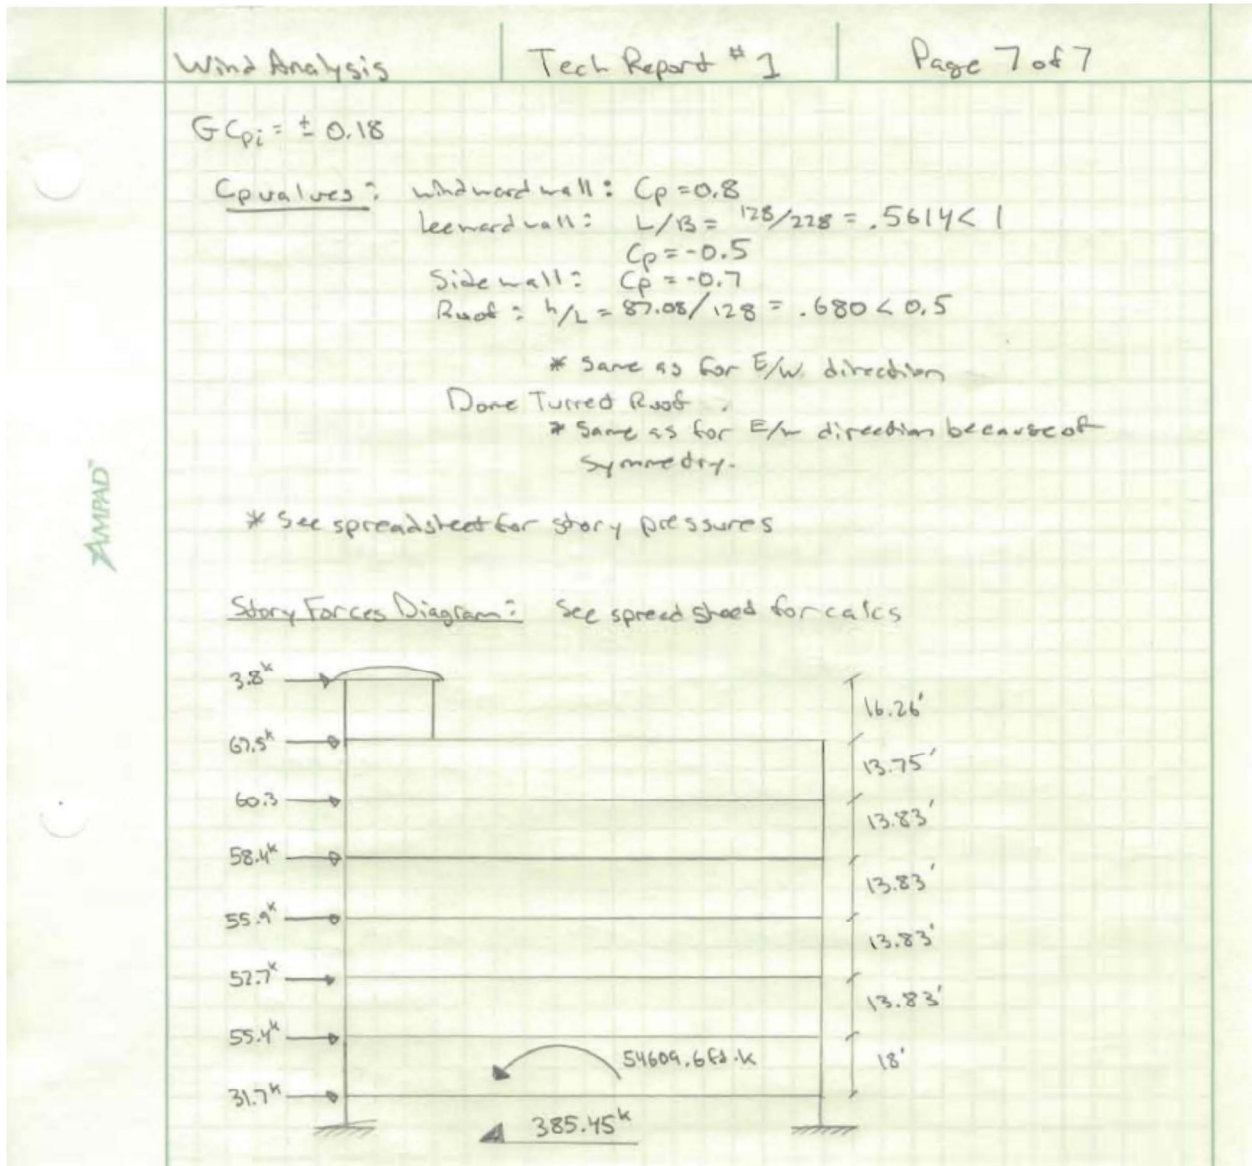 Wind Analysis Tech Report #1 Page 7 of 7
GCpi = ± 0.18
Cp values: windward wall: Cp = 0.8
Leeward wall: L/B = 128/228 = .5614 < 1
Cp = -0.5
Side wall: Cp = -0.7
Roof: h/L = 87.08/128 = .680 < 0.5
* Same as for E/W direction
Dome Turret Roof
* Same as for E/W direction because of
symmetry.
AMPAD
* See spreadsheet for story pressures
Story Forces Diagram: See spreadsheet for calcs
3.8k
16.26'
67.5k
13.75'
60.3
13.83'
58.4k
13.83'
55.9k
13.83'
52.7k
13.83'
55.4k
54609.6 ft.k
18'
31.7k
385.45k